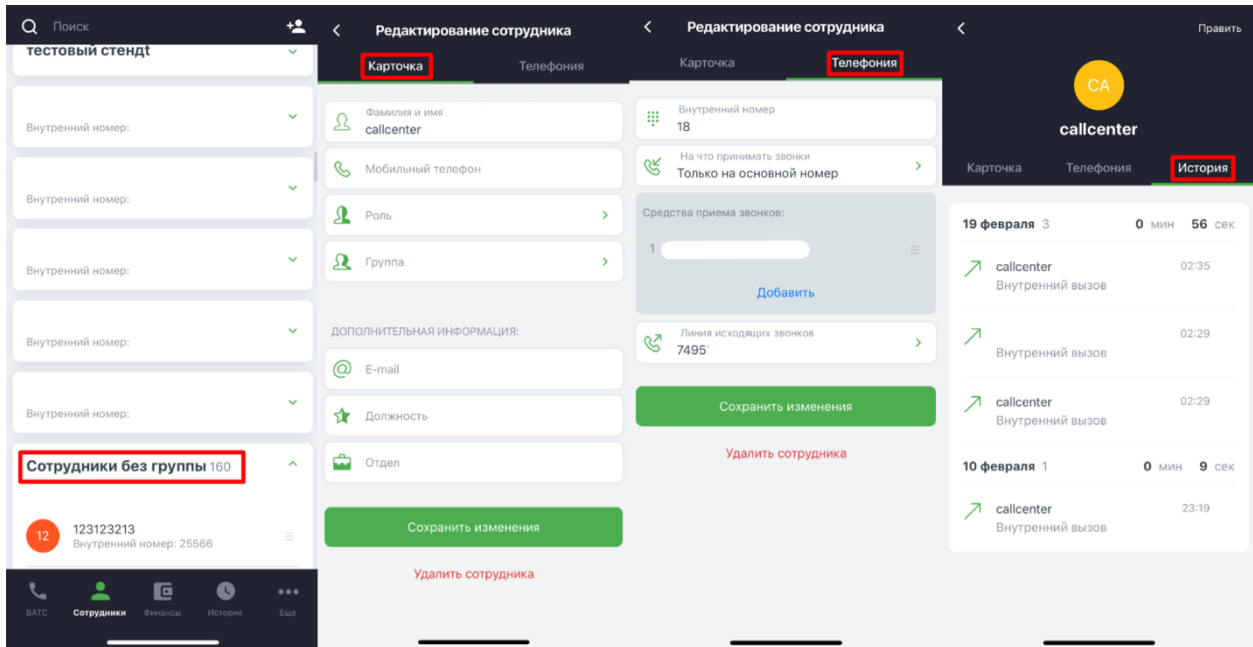 Поиск
тестовый стендt
Внутренний номер:
Внутренний номер:
Внутренний номер:
Внутренний номер:
Внутренний номер:
Сотрудники без группы 160
12
123123213
Внутренний номер: 25566
ВАТС
Сотрудники
Финансы
История
Еще
Редактирование сотрудника
Карточка
Телефония
Фамилия и имя
callcenter
Мобильный телефон
Роль
Группа
ДОПОЛНИТЕЛЬНАЯ ИНФОРМАЦИЯ:
E-mail
Должность
Отдел
Сохранить изменения
Удалить сотрудника
Редактирование сотрудника
Карточка
Телефония
Внутренний номер
18
На что принимать звонки
Только на основной номер
Средства приема звонков:
1
Добавить
Линия исходящих звонков
7495
Сохранить изменения
Удалить сотрудника
Править
CA
callcenter
Карточка
Телефония
История
19 февраля 3 0 мин 56 сек
callcenter 02:35
Внутренний вызов
02:29
Внутренний вызов
callcenter 02:29
Внутренний вызов
10 февраля 1 0 мин 9 сек
callcenter 23:19
Внутренний вызов